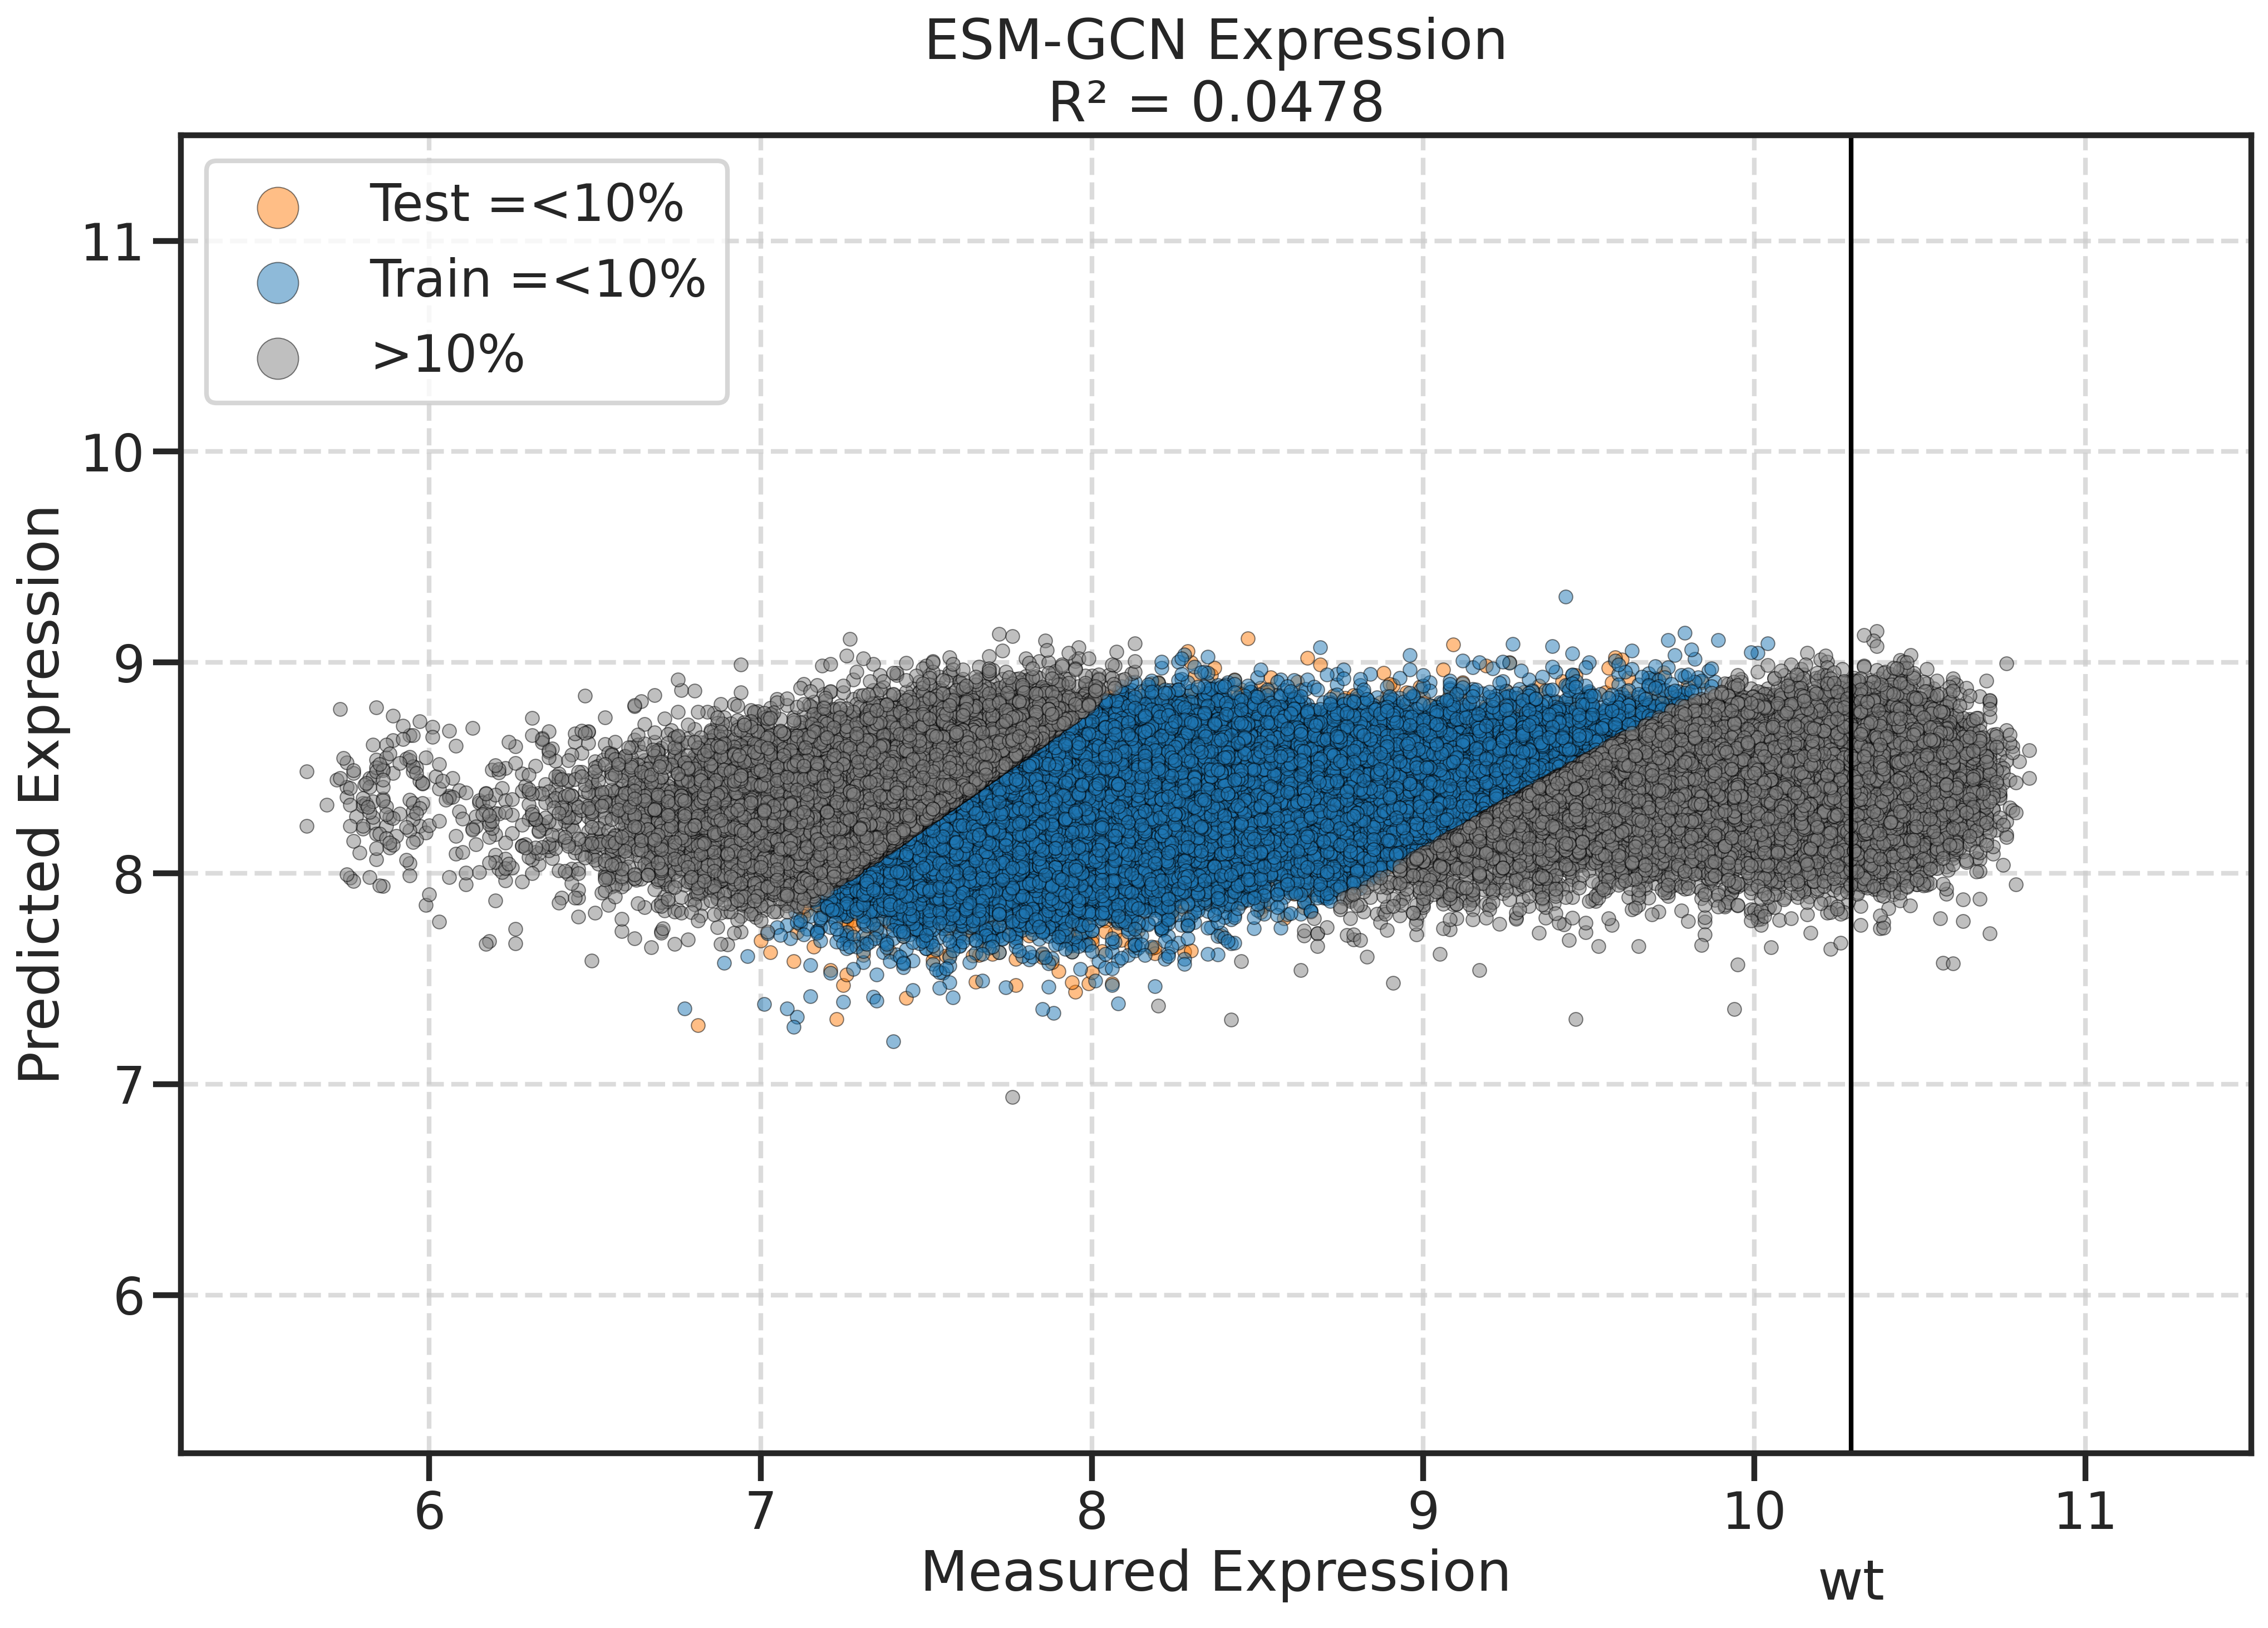 ESM-GCN Expression
R² = 0.0478
Test =<10%
Train =<10%
>10%
Predicted Expression
11
10
9
8
7
6
6 7 8 9 10 11
Measured Expression
wt